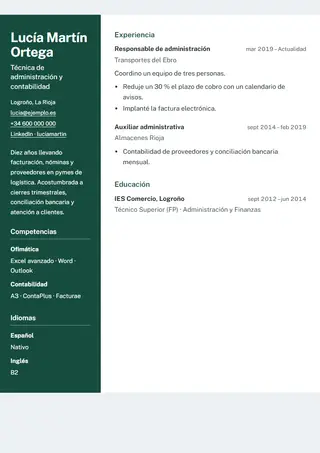 Lucía Martín
Ortega
Técnica de
administración y
contabilidad
Logroño, La Rioja
lucia@ejemplo.es
+34 600 000 000
LinkedIn · luciamartin
Diez años llevando
facturación, nóminas y
proveedores en pymes de
logística. Acostumbrada a
cierres trimestrales,
conciliación bancaria y
atención a clientes.
Competencias
Ofimática
Excel avanzado · Word ·
Outlook
Contabilidad
A3 · ContaPlus · Facturae
Idiomas
Español
Nativo
Inglés
B2
Experiencia
Responsable de administración mar 2019 – Actualidad
Transportes del Ebro
Coordino un equipo de tres personas.
• Reduje un 30 % el plazo de cobro con un calendario de
avisos.
• Implanté la factura electrónica.
Auxiliar administrativa sept 2014 – feb 2019
Almacenes Rioja
• Contabilidad de proveedores y conciliación bancaria
mensual.
Educación
IES Comercio, Logroño sept 2012 – jun 2014
Técnico Superior (FP) · Administración y Finanzas